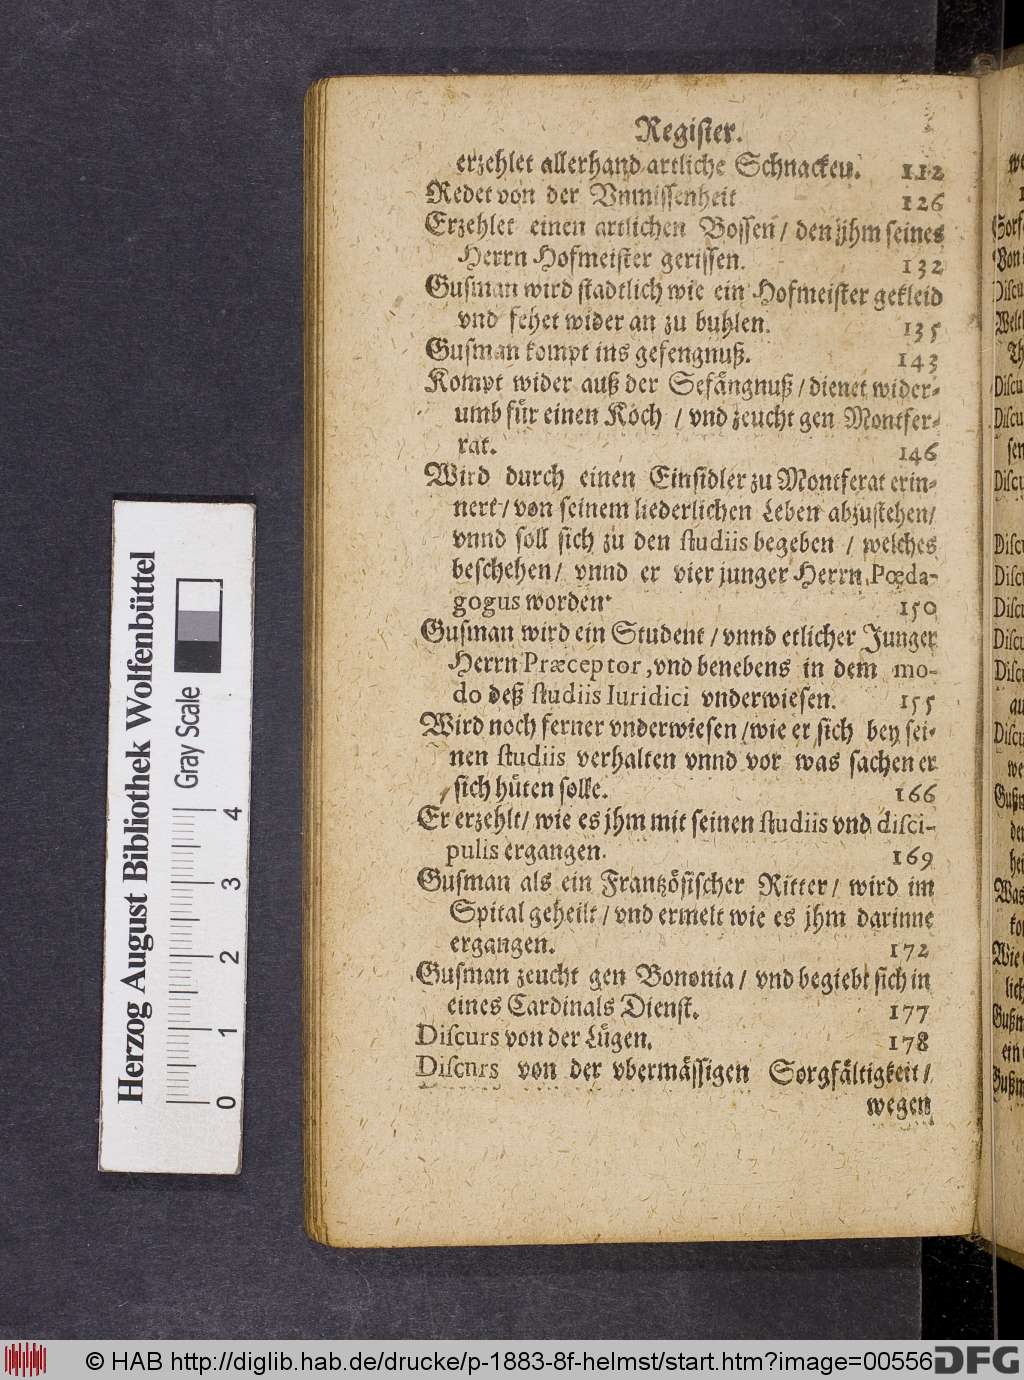 Register.
erzehlet allerhand artliche Schnacken. 112
Redet von der Vnwissenheit 126
Erzehlet einen artlichen Bossen / den jhm seines
Herrn Hofmeister gerissen. 132
Gusman wird stadtlich wie ein Hofmeister gekleid
vnd fehet wider an zu buhlen. 135
Gusman kompt ins gefengnuß. 143
Kompt wider auß der Gefängnuß / dienet wider-
umb für einen Koch / vnd zeucht gen Montfer-
rat. 146
Wird durch einen Einsidler zu Montferat erin-
nert / von seinem liederlichen Leben abzustehen /
vnnd soll sich zu den studiis begeben / welches
beschehen / vnnd er vier junger Herrn Pœda-
gogus worden 150
Gusman wird ein Student / vnnd etlicher Junger
Herrn Præceptor, vnd benebens in dem mo-
do deß studiis Iuridici vnderwiesen. 155
Wird noch ferner vnderwiesen / wie er sich bey sei-
nen studiis verhalten vnnd vor was sachen er
sich hüten solle. 166
Er erzehlt / wie es jhm mit seinen studiis vnd disci-
pulis ergangen. 169
Gusman als ein Frantzösischer Ritter / wird im
Spital geheilt / vnd ermelt wie es jhm darinne
ergangen. 172
Gusman zeucht gen Bononia / vnd begiebt sich in
eines Cardinals Dienst. 177
Discurs von der Lügen. 178
Discurs von der vbermässigen Sorgfältigkeit /
wegen
Herzog August Bibliothek Wolfenbüttel
Gray Scale
0 1 2 3 4
© HAB http://diglib.hab.de/drucke/p-1883-8f-helmst/start.htm?image=00556
DFG